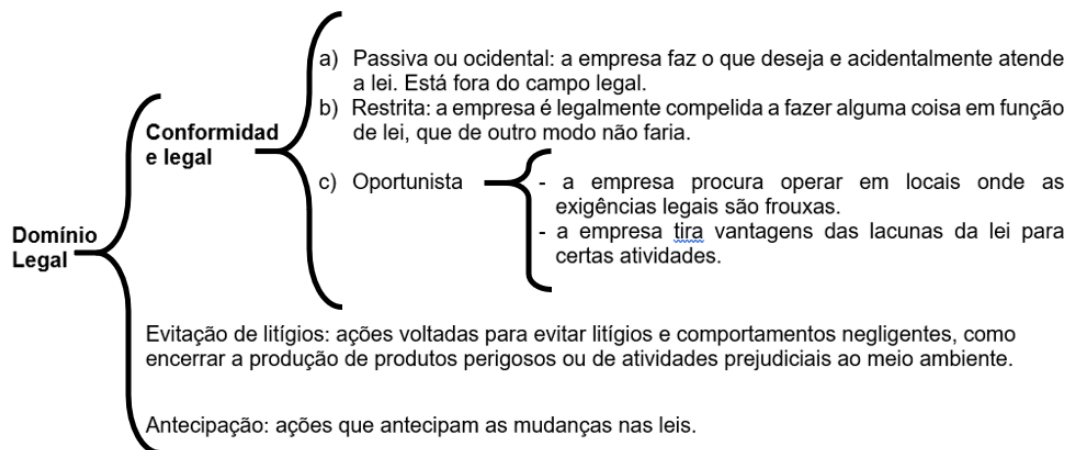 a) Passiva ou ocidental: a empresa faz o que deseja e acidentalmente atende
a lei. Está fora do campo legal.
b) Restrita: a empresa é legalmente compelida a fazer alguma coisa em função
de lei, que de outro modo não faria.
Conformidad
e legal
c) Oportunista
- a empresa procura operar em locais onde as
exigências legais são frouxas.
- a empresa tira vantagens das lacunas da lei para
certas atividades.
Domínio
Legal
Evitação de litígios: ações voltadas para evitar litígios e comportamentos negligentes, como
encerrar a produção de produtos perigosos ou de atividades prejudiciais ao meio ambiente.
Antecipação: ações que antecipam as mudanças nas leis.